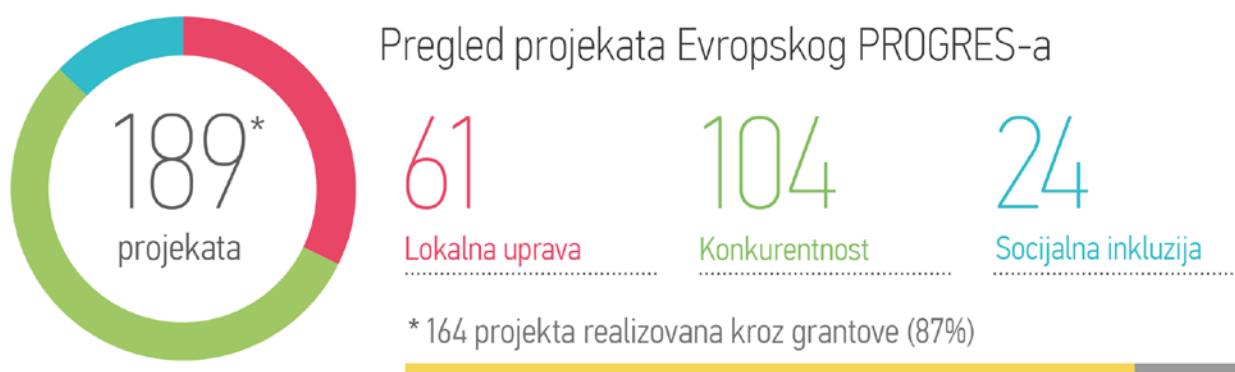 189*
projekata
Pregled projekata Evropskog PROGRES-a
61
Lokalna uprava
104
Konkurentnost
24
Socijalna inkluzija
* 164 projekta realizovana kroz grantove (87%)